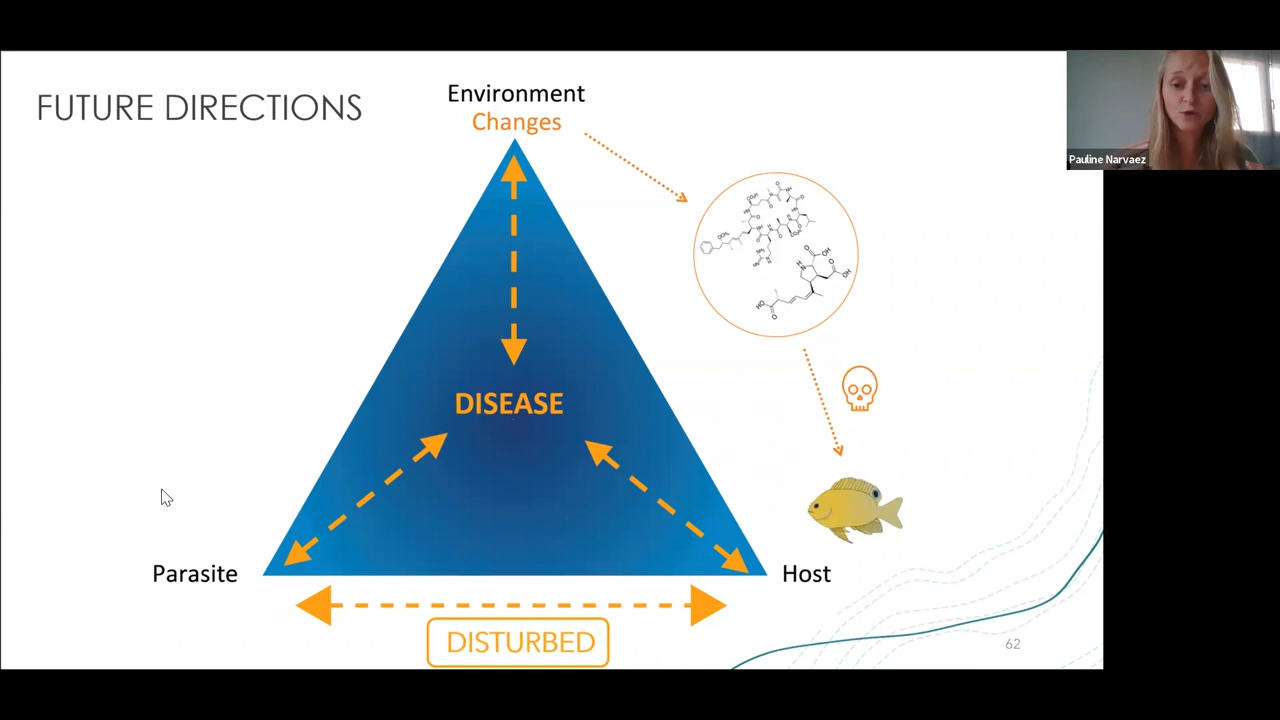 FUTURE DIRECTIONS
Environment
Changes
Pauline Narvaez
DISEASE
Parasite
Host
DISTURBED
62